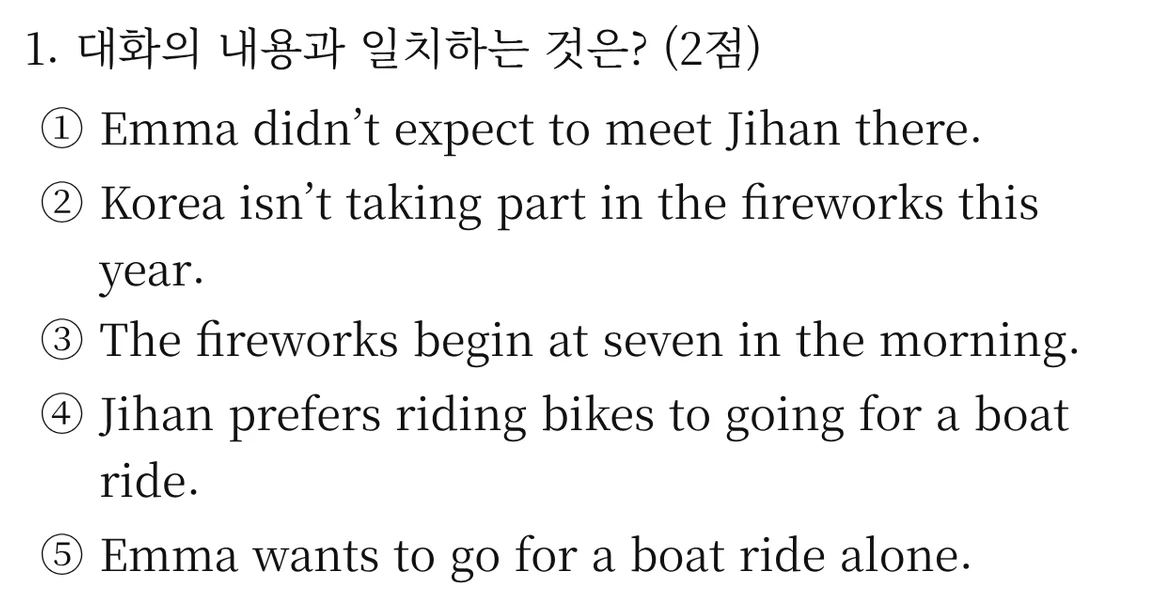 1. 대화의 내용과 일치하는 것은? (2점)
① Emma didn’t expect to meet Jihan there.
② Korea isn’t taking part in the fireworks this
year.
③ The fireworks begin at seven in the morning.
④ Jihan prefers riding bikes to going for a boat
ride.
⑤ Emma wants to go for a boat ride alone.